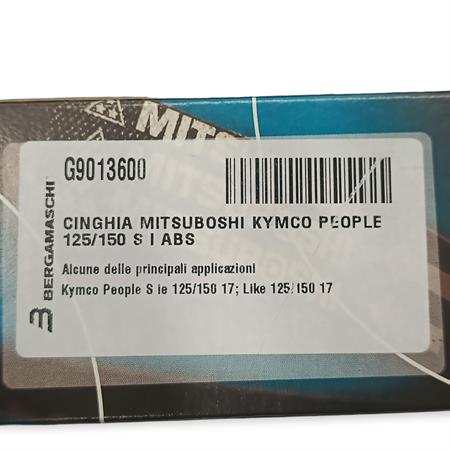 MITS
G9013600
BERGAMASCHI
CINGHIA MITSUBOSHI KYMCO PEOPLE
125/150 S I ABS
Alcune delle principali applicazioni
Kymco People S ie 125/150 17; Like 125/150 17